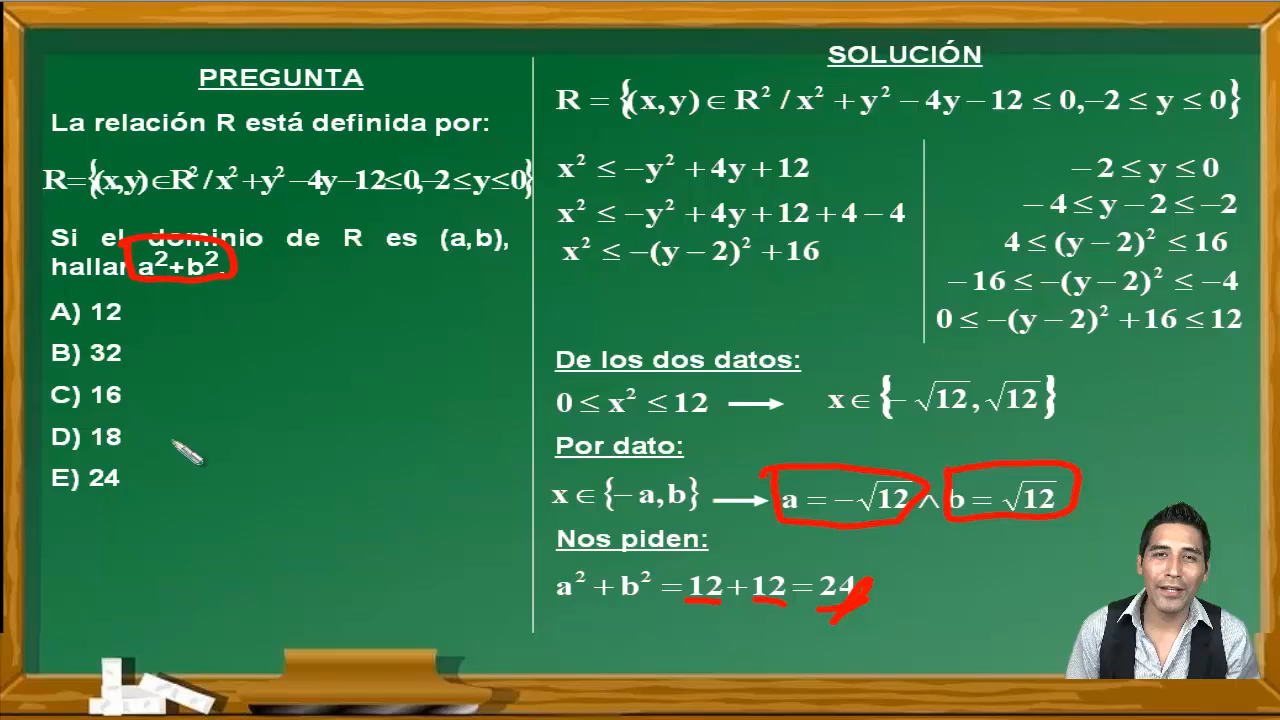 PREGUNTA
La relación R está definida por:
R={(x,y)∈R²/x²+y²−4y−12≤0,−2≤y≤0}
Si el dominio de R es (a,b),
hallar a²+b².
A) 12
B) 32
C) 16
D) 18
E) 24
SOLUCIÓN
R = {(x,y)∈R²/x²+y²−4y−12≤0,−2≤y≤0}
x² ≤ −y² + 4y + 12
x² ≤ −y² + 4y + 12 + 4 − 4
x² ≤ −(y − 2)² + 16
−2 ≤ y ≤ 0
−4 ≤ y − 2 ≤ −2
4 ≤ (y − 2)² ≤ 16
−16 ≤ −(y − 2)² ≤ −4
0 ≤ −(y − 2)² + 16 ≤ 12
De los dos datos:
0 ≤ x² ≤ 12 → x ∈ {−√12, √12}
Por dato:
x ∈ {−a, b} → a = −√12 ∧ b = √12
Nos piden:
a² + b² = 12 + 12 = 24